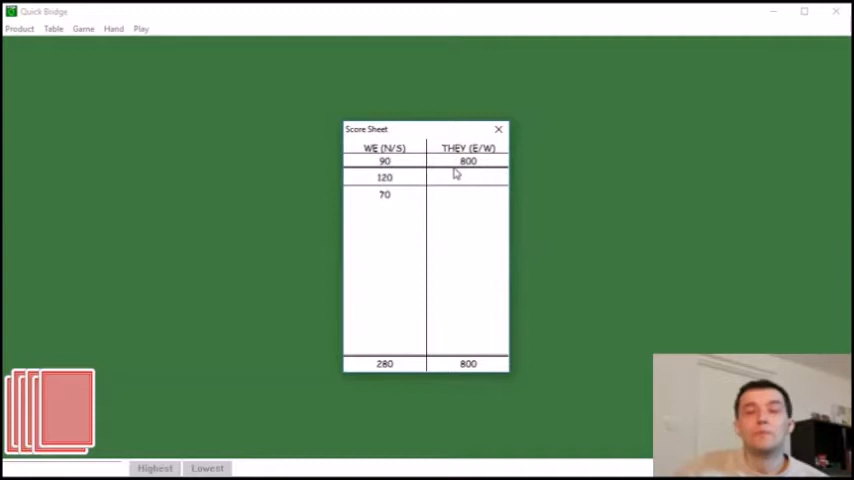 Quick Bridge
Product Table Game Hand Play
Score Sheet
WE (N/S) THEY (E/W)
90 800
120
70
280 800
Highest Lowest